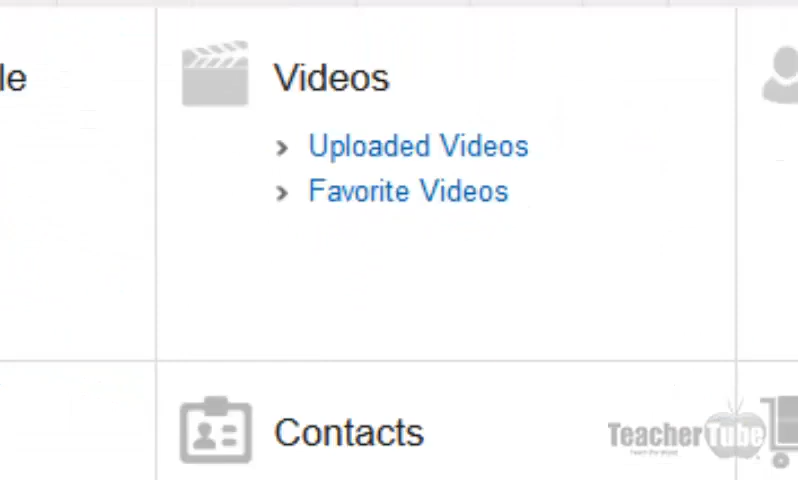 le
Videos
Uploaded Videos
Favorite Videos
Contacts
TeacherTube